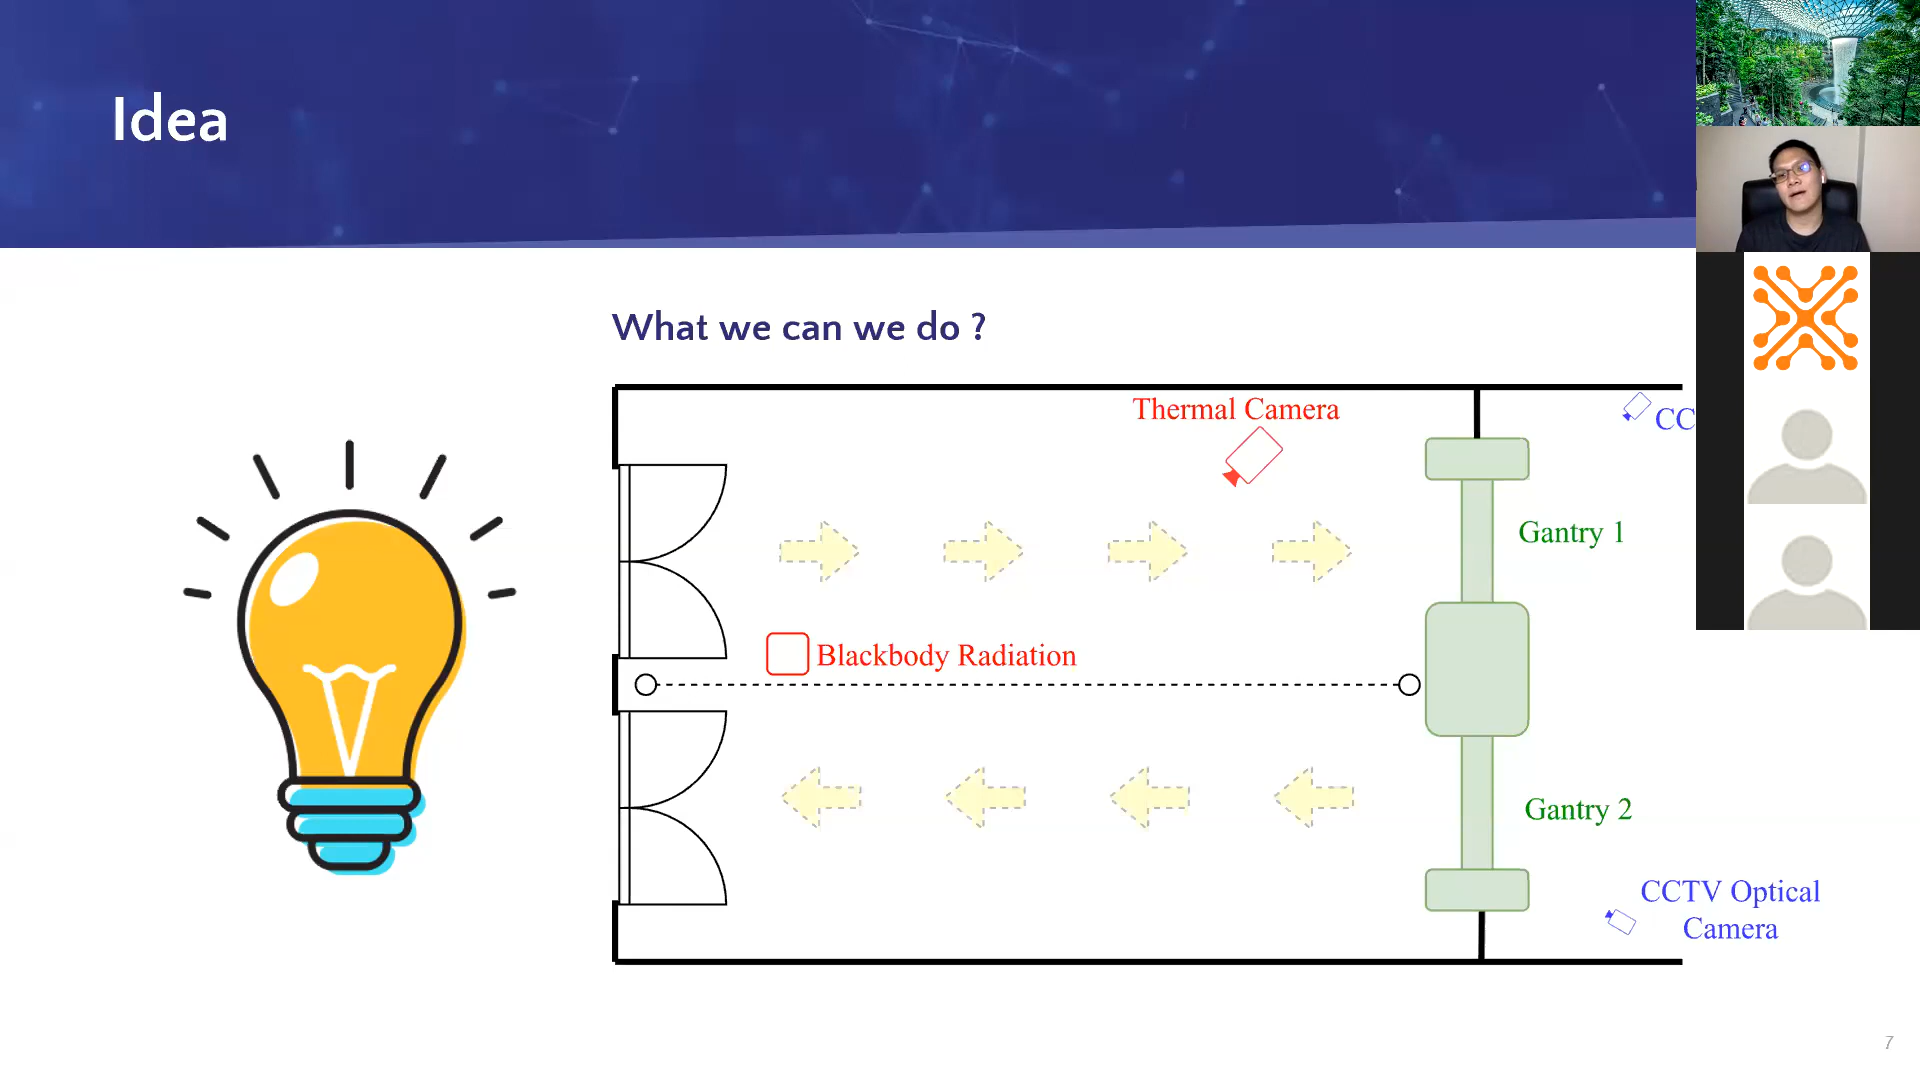 Idea
What we can we do ?
Thermal Camera
CC
Gantry 1
Blackbody Radiation
Gantry 2
CCTV Optical
Camera
7